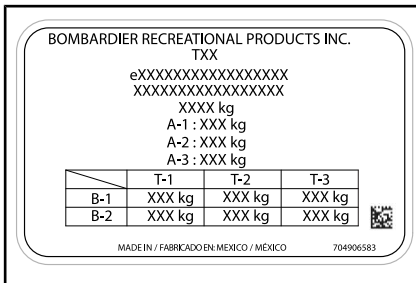 BOMBARDIER RECREATIONAL PRODUCTS INC.
TXX
eXXXXXXXXXXXXXXXXX
XXXXXXXXXXXXXXXXX
XXXX kg
A-1 : XXX kg
A-2 : XXX kg
A-3 : XXX kg
T-1 T-2 T-3
B-1 XXX kg XXX kg XXX kg
B-2 XXX kg XXX kg XXX kg
MADE IN / FABRICADO EN: MEXICO / MÉXICO 704906583